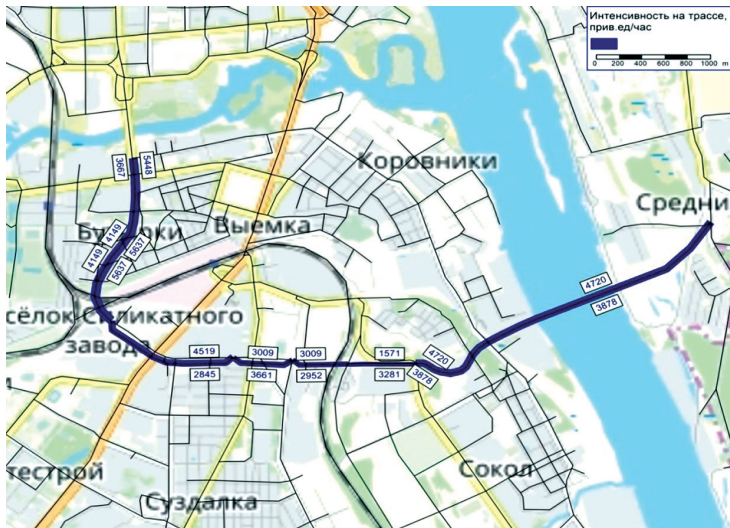 Интенсивность на трассе,
прив.ед/час
0 200 400 600 800 1000 m
Коровники
3667
5448
Средни
Выемка
4149
4149
5637
5637
4720
3878
сёлок Силикатного
завода
4519
3009
3009
1571
4720
2845
3661
2952
3281
3878
тестрой
Суздалка
Сокол